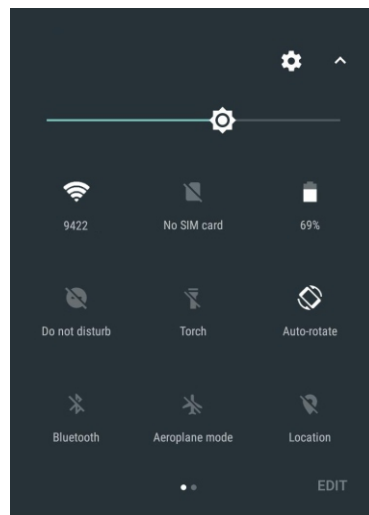 9422
No SIM card
69%
Do not disturb
Torch
Auto-rotate
Bluetooth
Aeroplane mode
Location
EDIT